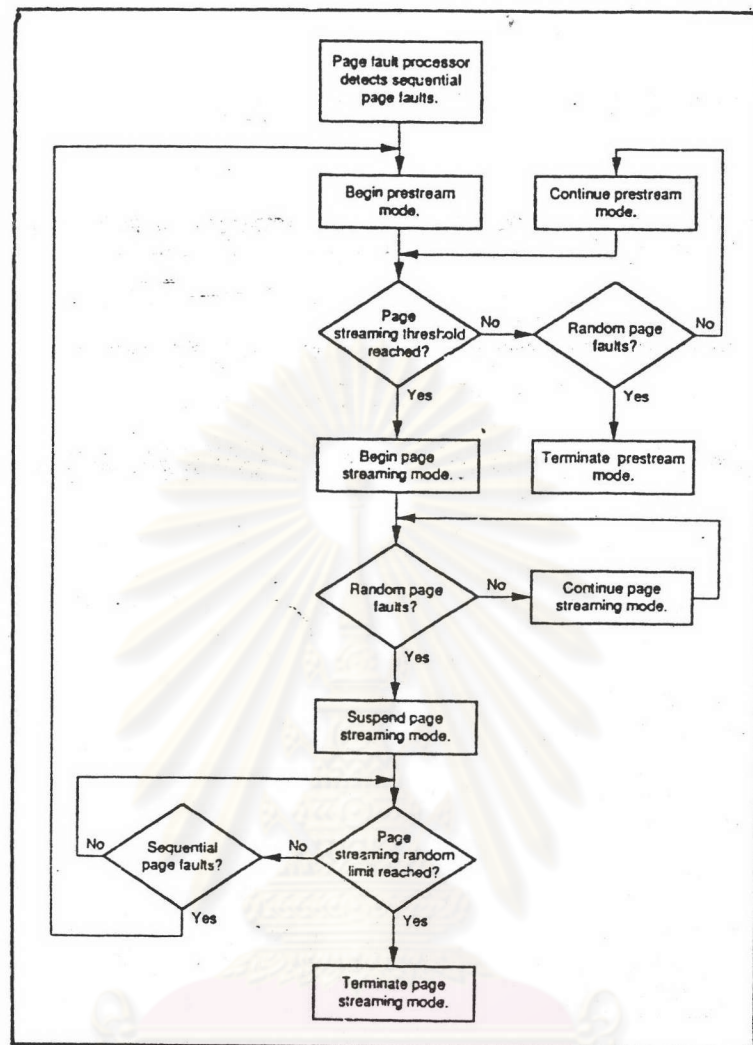 Page fault processor
detects sequential
page faults.
Begin prestream
mode.
Continue prestream
mode.
Page
streaming threshold
reached?
No
Random page
faults?
No
Yes
Yes
Begin page
streaming mode.
Terminate prestream
mode.
Random page
faults?
No
Continue page
streaming mode.
Yes
Suspend page
streaming mode.
No
Sequential
page faults?
No
Page
streaming random
limit reached?
Yes
Yes
Terminate page
streaming mode.